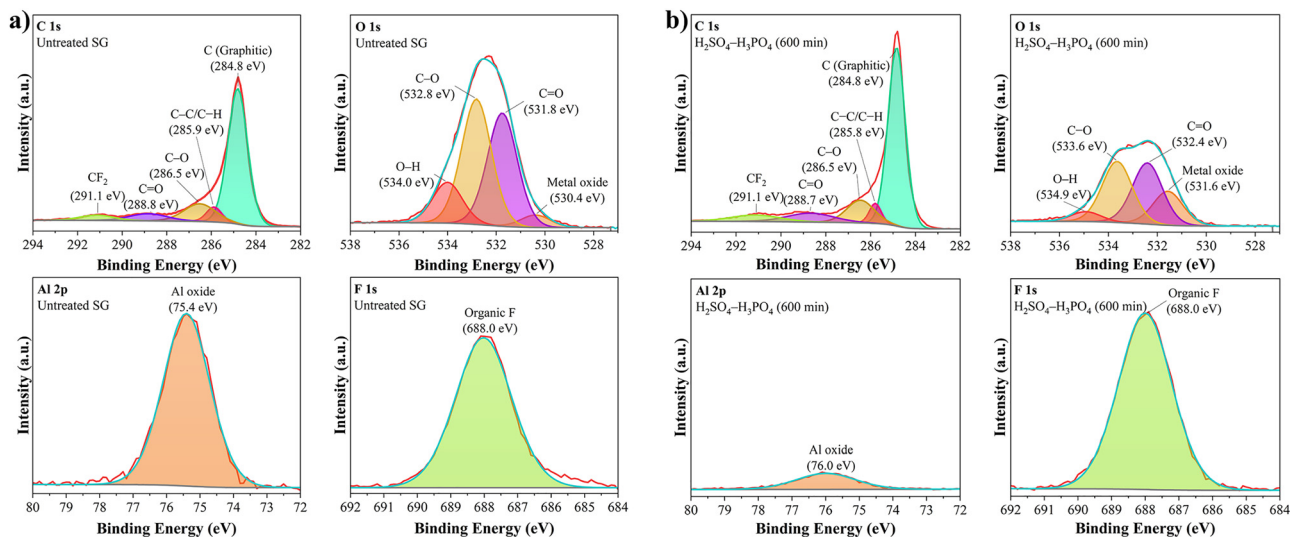 a)
C 1s
Untreated SG
C (Graphitic)
(284.8 eV)
C−C/C−H
(285.9 eV)
C−O
(286.5 eV)
CF₂
(291.1 eV)
C=O
(288.8 eV)
Intensity (a.u.)
294 292 290 288 286 284 282
Binding Energy (eV)
O 1s
Untreated SG
C−O
(532.8 eV)
C=O
(531.8 eV)
O−H
(534.0 eV)
Metal oxide
(530.4 eV)
Intensity (a.u.)
538 536 534 532 530 528
Binding Energy (eV)
Al 2p
Untreated SG
Al oxide
(75.4 eV)
Intensity (a.u.)
80 79 78 77 76 75 74 73 72
Binding Energy (eV)
F 1s
Untreated SG
Organic F
(688.0 eV)
Intensity (a.u.)
692 691 690 689 688 687 686 685 684
Binding Energy (eV)
b)
C 1s
H₂SO₄−H₃PO₄ (600 min)
C (Graphitic)
(284.8 eV)
C−C/C−H
(285.8 eV)
C−O
(286.5 eV)
CF₂
(291.1 eV)
C=O
(288.7 eV)
Intensity (a.u.)
294 292 290 288 286 284 282
Binding Energy (eV)
O 1s
H₂SO₄−H₃PO₄ (600 min)
C−O
(533.6 eV)
C=O
(532.4 eV)
O−H
(534.9 eV)
Metal oxide
(531.6 eV)
Intensity (a.u.)
538 536 534 532 530 528
Binding Energy (eV)
Al 2p
H₂SO₄−H₃PO₄ (600 min)
Al oxide
(76.0 eV)
Intensity (a.u.)
80 79 78 77 76 75 74 73 72
Binding Energy (eV)
F 1s
H₂SO₄−H₃PO₄ (600 min)
Organic F
(688.0 eV)
Intensity (a.u.)
692 691 690 689 688 687 686 685 684
Binding Energy (eV)